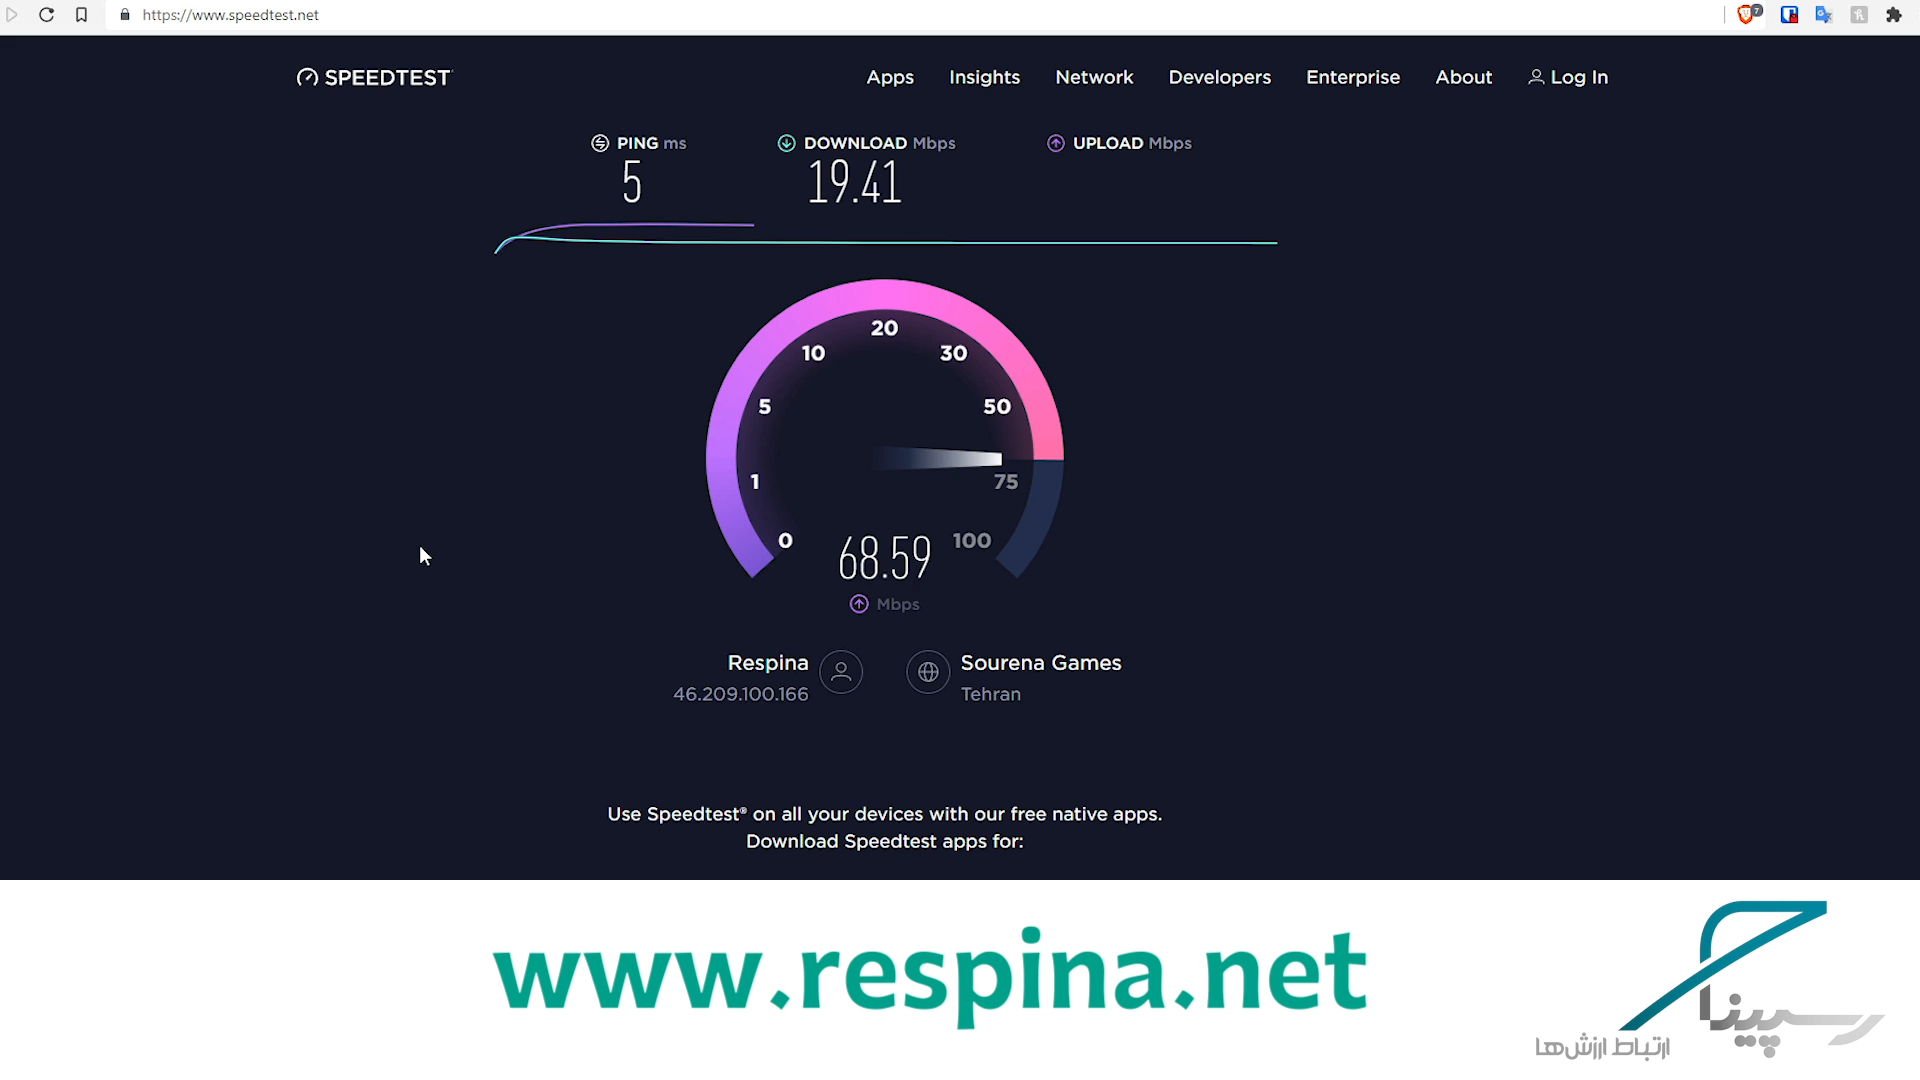 https://www.speedtest.net
7
SPEEDTEST
Apps Insights Network Developers Enterprise About Log In
PING ms DOWNLOAD Mbps UPLOAD Mbps
5 19.41
20
10 30
5 50
1 75
0 68.59 100
Mbps
Respina Sourena Games
46.209.100.166 Tehran
Use Speedtest® on all your devices with our free native apps.
Download Speedtest apps for:
www.respina.net
رسپینا
ارتباط ارزش‌ها